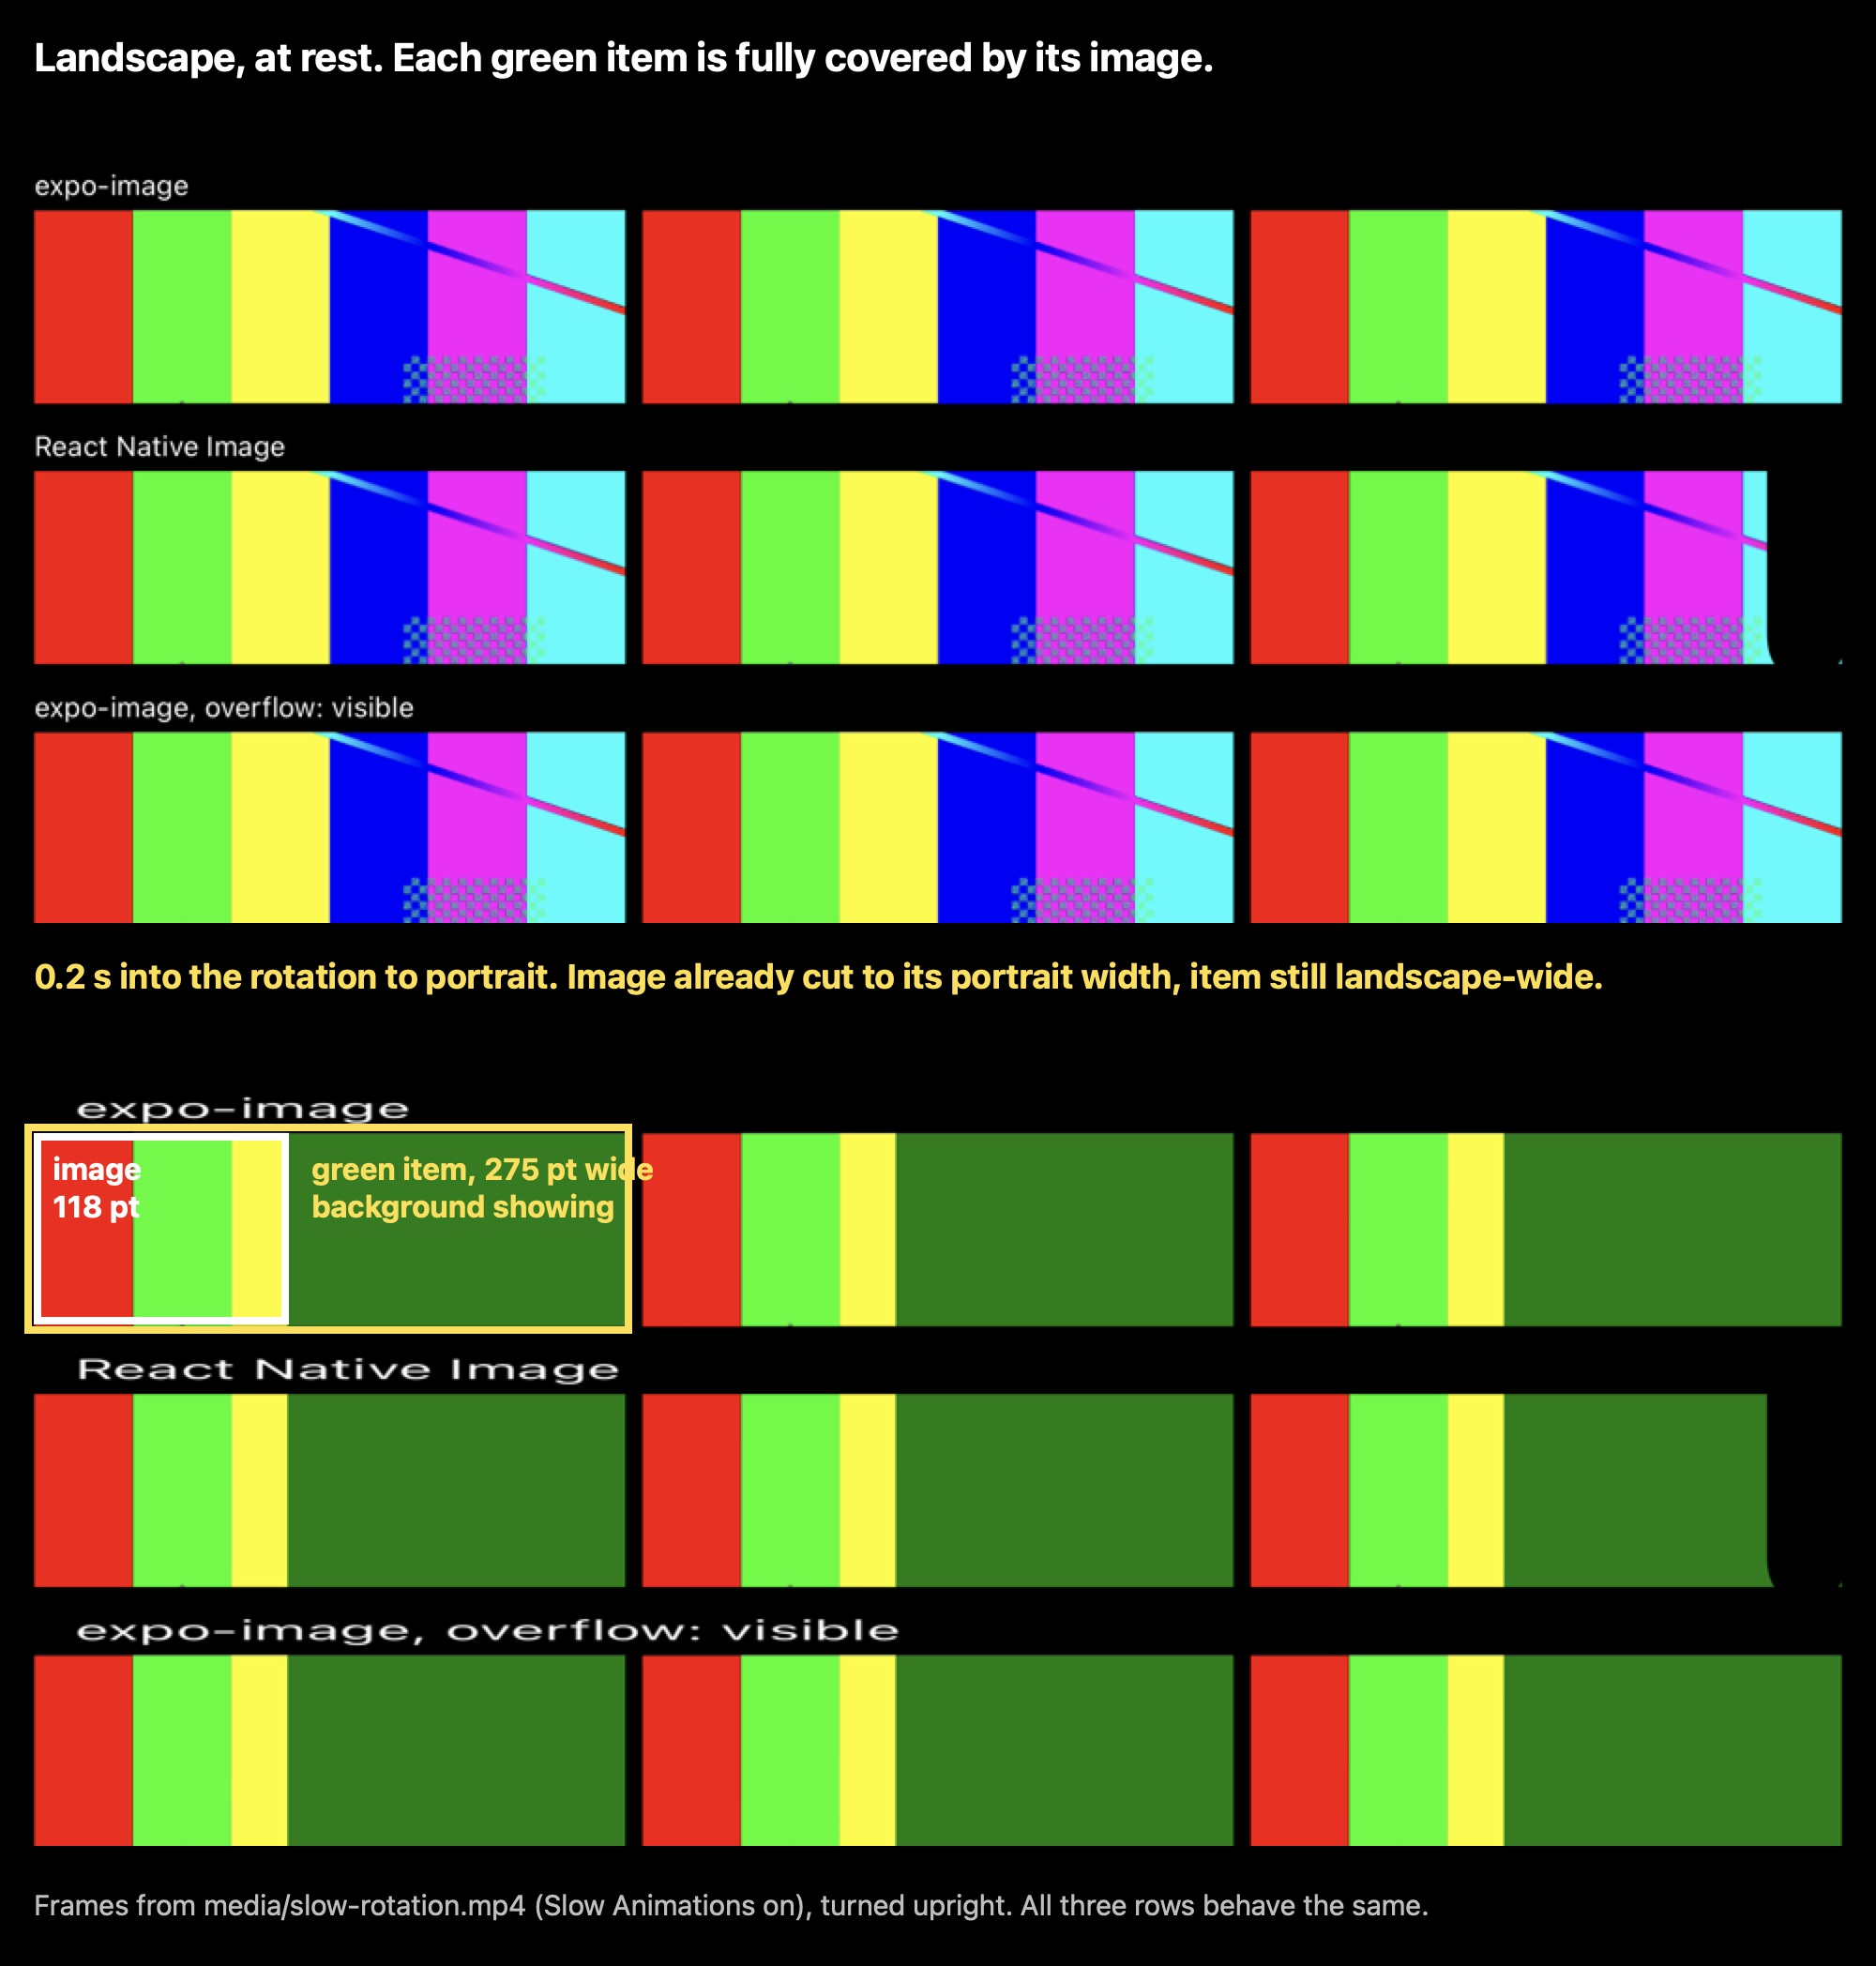 Landscape, at rest. Each green item is fully covered by its image.
expo-image
React Native Image
expo-image, overflow: visible
0.2 s into the rotation to portrait. Image already cut to its portrait width, item still landscape-wide.
expo-image
image
118 pt
green item, 275 pt wide
background showing
React Native Image
expo-image, overflow: visible
Frames from media/slow-rotation.mp4 (Slow Animations on), turned upright. All three rows behave the same.